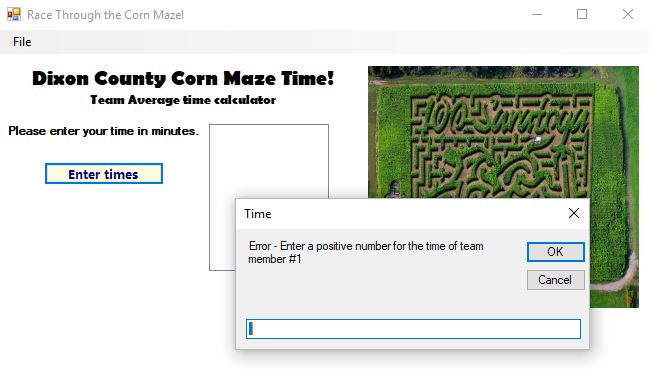 Race Through the Corn Maze!
File
Dixon County Corn Maze Time!
Team Average time calculator
Please enter your time in minutes.
Enter times
Time
Error - Enter a positive number for the time of team
member #1
OK
Cancel